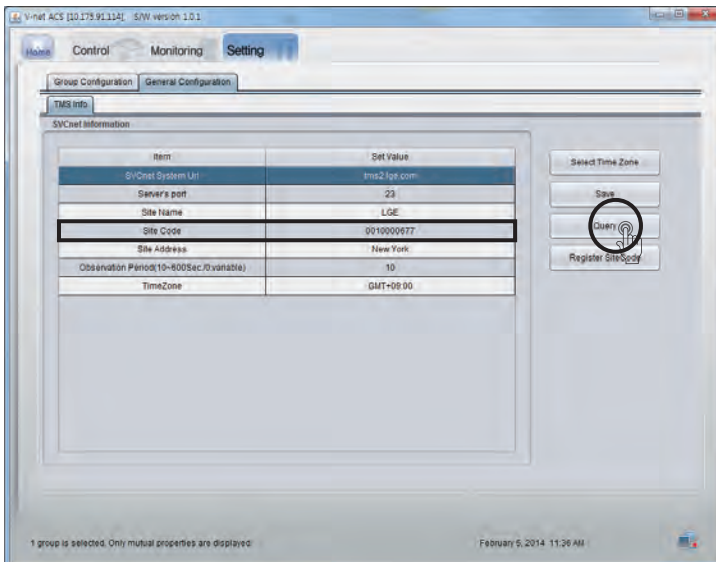 V-net ACS [10.175.91.114] S/W version 1.0.1
Home Control Monitoring Setting
Group Configuration General Configuration
TMS Info
SVCnet Information
Item Set Value
SVCnet System Url tms2.lge.com
Server's port 23
Site Name LGE
Site Code 0010000677
Site Address New York
Observation Period(10~600Sec./0:variable) 10
TimeZone GMT+09:00
Select Time Zone
Save
Query
Register SiteCode
1 group is selected. Only mutual properties are displayed
February 5, 2014 11:36 AM